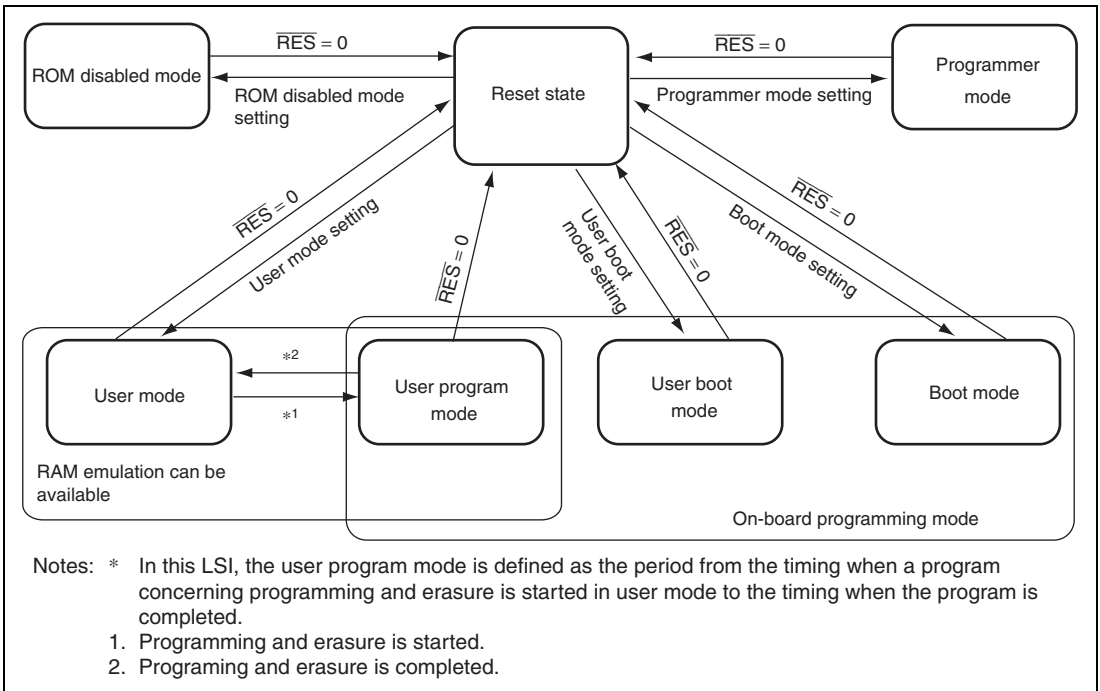 ROM disabled mode
RES = 0
ROM disabled mode
setting
Reset state
RES = 0
Programmer mode setting
Programmer
mode
RES = 0
User mode setting
RES = 0
User boot
mode setting
RES = 0
Boot mode setting
RES = 0
User mode
*2
*1
User program
mode
User boot
mode
Boot mode
RAM emulation can be
available
On-board programming mode
Notes: * In this LSI, the user program mode is defined as the period from the timing when a program
concerning programming and erasure is started in user mode to the timing when the program is
completed.
1. Programming and erasure is started.
2. Programing and erasure is completed.